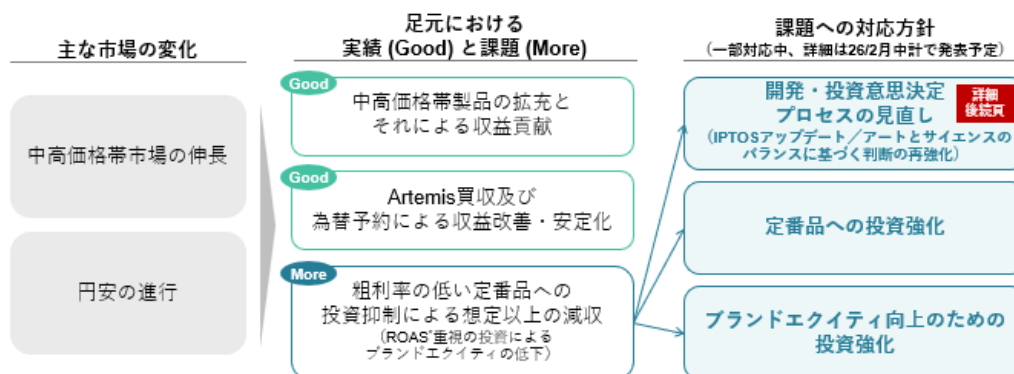 主な市場の変化
中高価格帯市場の伸長
円安の進行
足元における
実績 (Good) と課題 (More)
Good
中高価格帯製品の拡充と
それによる収益貢献
Good
Artemis買収及び
為替予約による収益改善・安定化
More
粗利率の低い定番品への
投資抑制による想定以上の減収
(ROAS*重視の投資による
ブランドエクイティの低下)
課題への対応方針
(一部対応中、詳細は26/2月中計で発表予定)
開発・投資意思決定
プロセスの見直し
(IPTOSアップデート/アートとサイエンスの
バランスに基づく判断の再強化)
詳細
後続頁
定番品への投資強化
ブランドエクイティ向上のための
投資強化